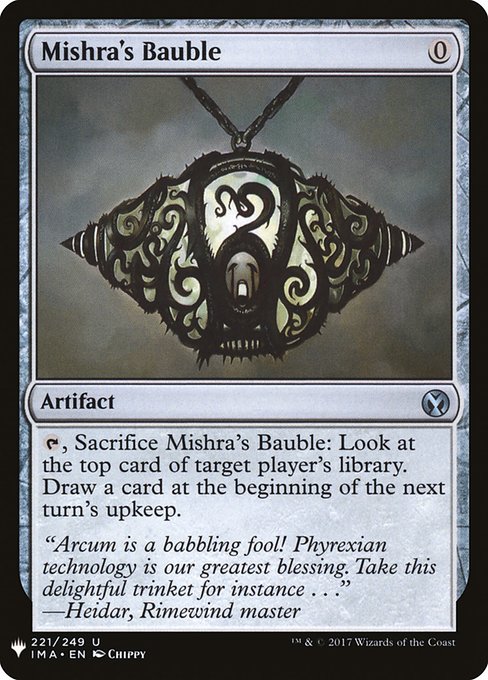 Mishra's Bauble 0
Artifact
, Sacrifice Mishra's Bauble: Look at
the top card of target player's library.
Draw a card at the beginning of the next
turn's upkeep.
“Arcum is a babbling fool! Phyrexian
technology is our greatest blessing. Take this
delightful trinket for instance . . .”
—Heidar, Rimewind master
221/249 U
IMA • EN Chippy
™ & © 2017 Wizards of the Coast